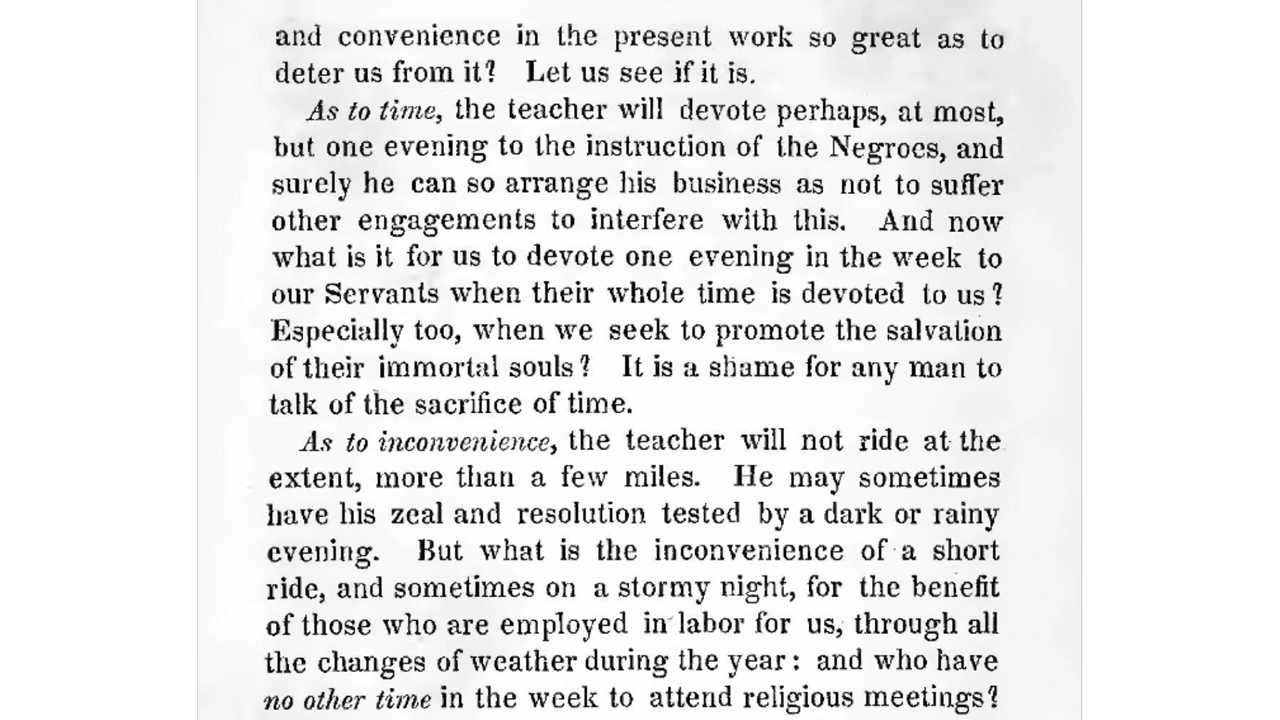 and convenience in the present work so great as to
deter us from it? Let us see if it is.
As to time, the teacher will devote perhaps, at most,
but one evening to the instruction of the Negroes, and
surely he can so arrange his business as not to suffer
other engagements to interfere with this. And now
what is it for us to devote one evening in the week to
our Servants when their whole time is devoted to us?
Especially too, when we seek to promote the salvation
of their immortal souls? It is a shame for any man to
talk of the sacrifice of time.
As to inconvenience, the teacher will not ride at the
extent, more than a few miles. He may sometimes
have his zeal and resolution tested by a dark or rainy
evening. But what is the inconvenience of a short
ride, and sometimes on a stormy night, for the benefit
of those who are employed in labor for us, through all
the changes of weather during the year: and who have
no other time in the week to attend religious meetings?